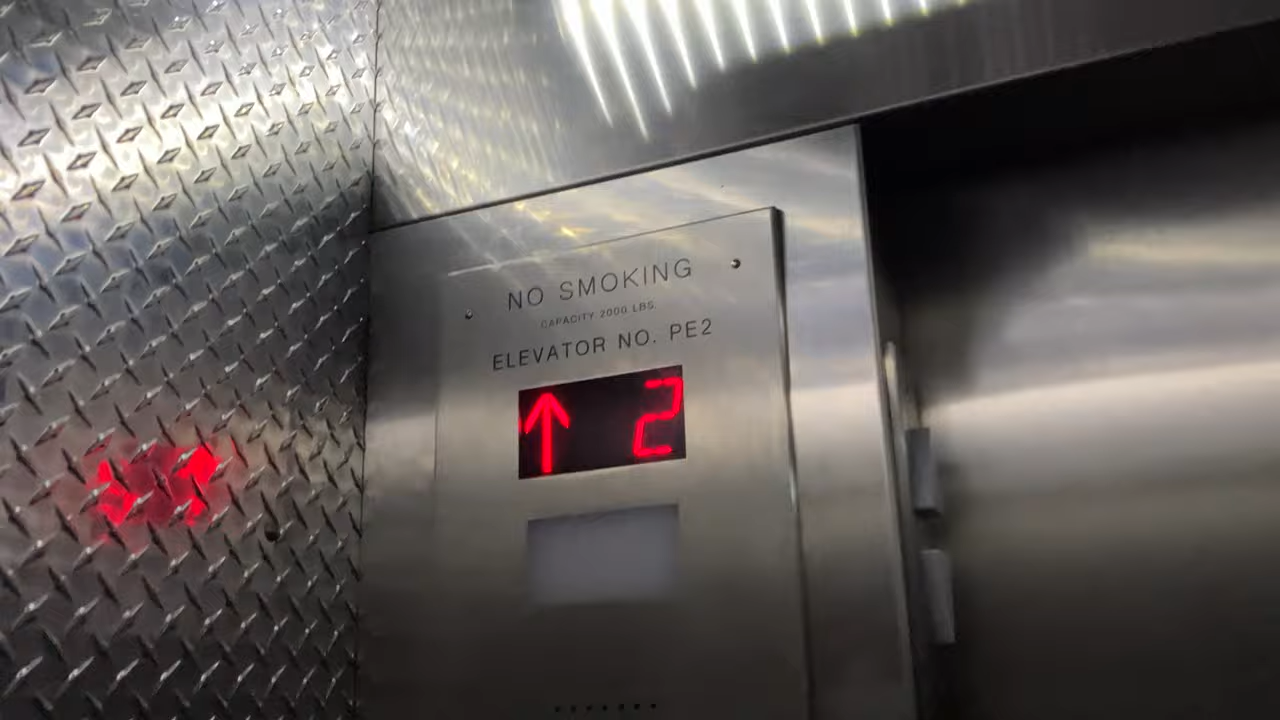 NO SMOKING
CAPACITY 2000 LBS.
ELEVATOR NO. PE2
↑ 2